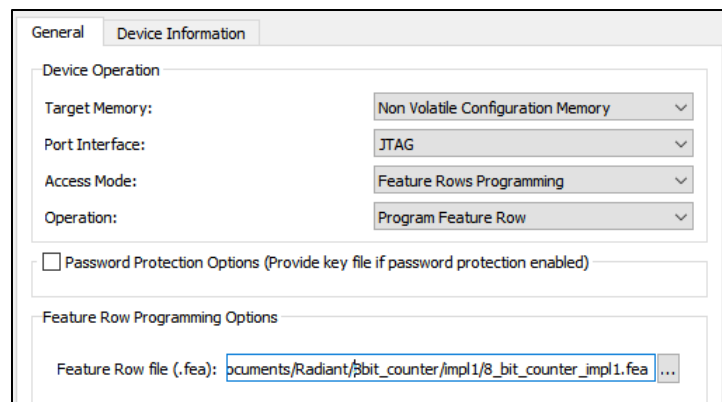 General Device Information
Device Operation
Target Memory: Non Volatile Configuration Memory
Port Interface: JTAG
Access Mode: Feature Rows Programming
Operation: Program Feature Row
Password Protection Options (Provide key file if password protection enabled)
Feature Row Programming Options
Feature Row file (.fea): ocuments/Radiant/8bit_counter/impl1/8_bit_counter_impl1.fea ...